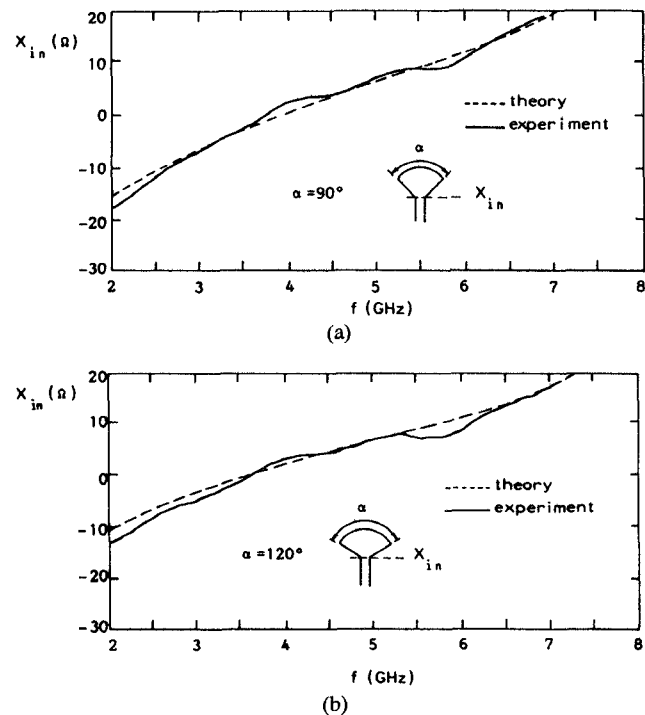 X in (Ω)
20
10
0
-10
-20
-30
theory
experiment
α
α = 90°
X in
2 3 4 5 6 7 8
f (GHz)
(a)
X in (Ω)
20
10
0
-10
-20
-30
theory
experiment
α
α = 120°
X in
2 3 4 5 6 7 8
f (GHz)
(b)